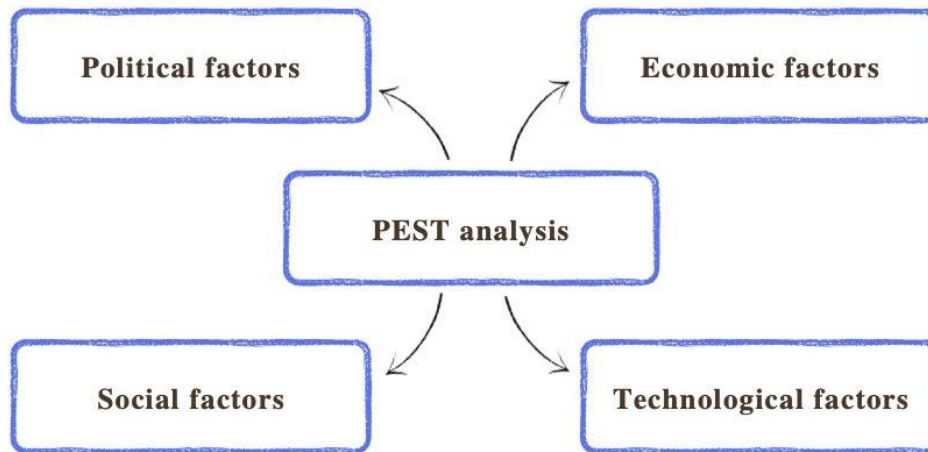 Political factors
Economic factors
PEST analysis
Social factors
Technological factors